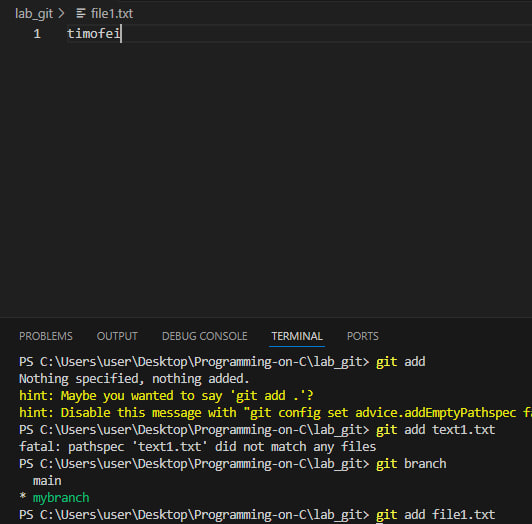 lab_git > file1.txt
1 timofei
PROBLEMS OUTPUT DEBUG CONSOLE TERMINAL PORTS
PS C:\Users\user\Desktop\Programming-on-C\lab_git> git add
Nothing specified, nothing added.
hint: Maybe you wanted to say 'git add .'?
hint: Disable this message with "git config set advice.addEmptyPathspec fa
PS C:\Users\user\Desktop\Programming-on-C\lab_git> git add text1.txt
fatal: pathspec 'text1.txt' did not match any files
PS C:\Users\user\Desktop\Programming-on-C\lab_git> git branch
main
* mybranch
PS C:\Users\user\Desktop\Programming-on-C\lab_git> git add file1.txt